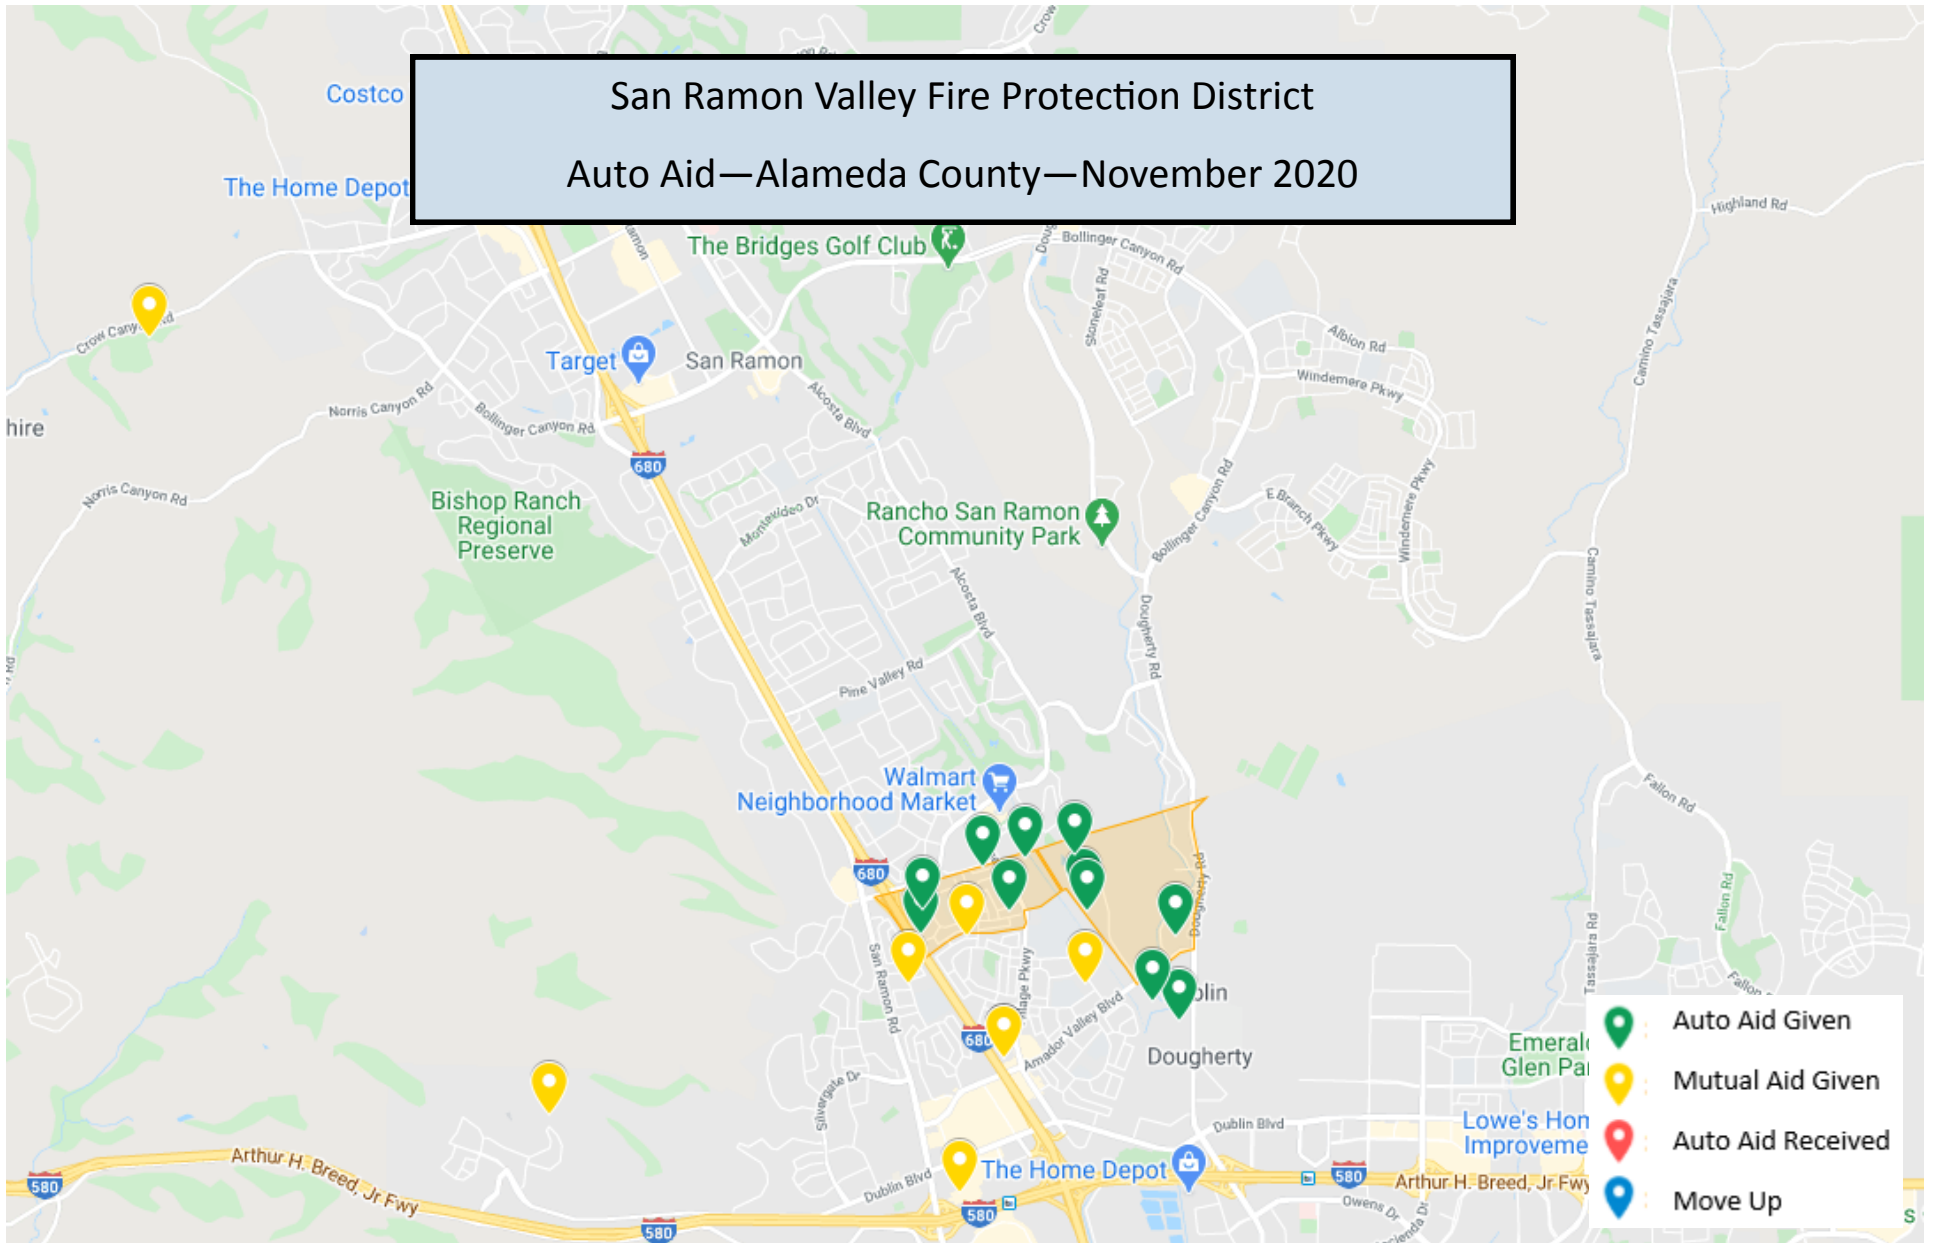 San Ramon Valley Fire Protection District
Auto Aid—Alameda County—November 2020
Costco
The Home Depot
Crow
Highland Rd
The Bridges Golf Club
Bollinger Canyon Rd
Stoneleaf Rd
Camino Tassajara
Albion Rd
Windemere Pkwy
Target
San Ramon
Alcosta Blvd
Norris Canyon Rd
Bollinger Canyon Rd
hire
680
Norris Canyon Rd
Bishop Ranch
Regional
Preserve
Montevideo Dr
Rancho San Ramon
Community Park
Bollinger Canyon Rd
E Branch Pkwy
Windemere Pkwy
Camino Tassajara
Alcosta Blvd
Dougherty Rd
Pine Valley Rd
Walmart
Neighborhood Market
Fallon Rd
680
Dougherty Rd
Fallon Rd
San Ramon Rd
Tassajara Rd
Fallon
Amador Valley Blvd
680
Dougherty
Silvergate Dr
Dublin Blvd
Arthur H. Breed, Jr Fwy
580
Dublin Blvd
The Home Depot
580
Arthur H. Breed, Jr Fwy
Owens Dr
580
580
Auto Aid Given
Mutual Aid Given
Auto Aid Received
Move Up